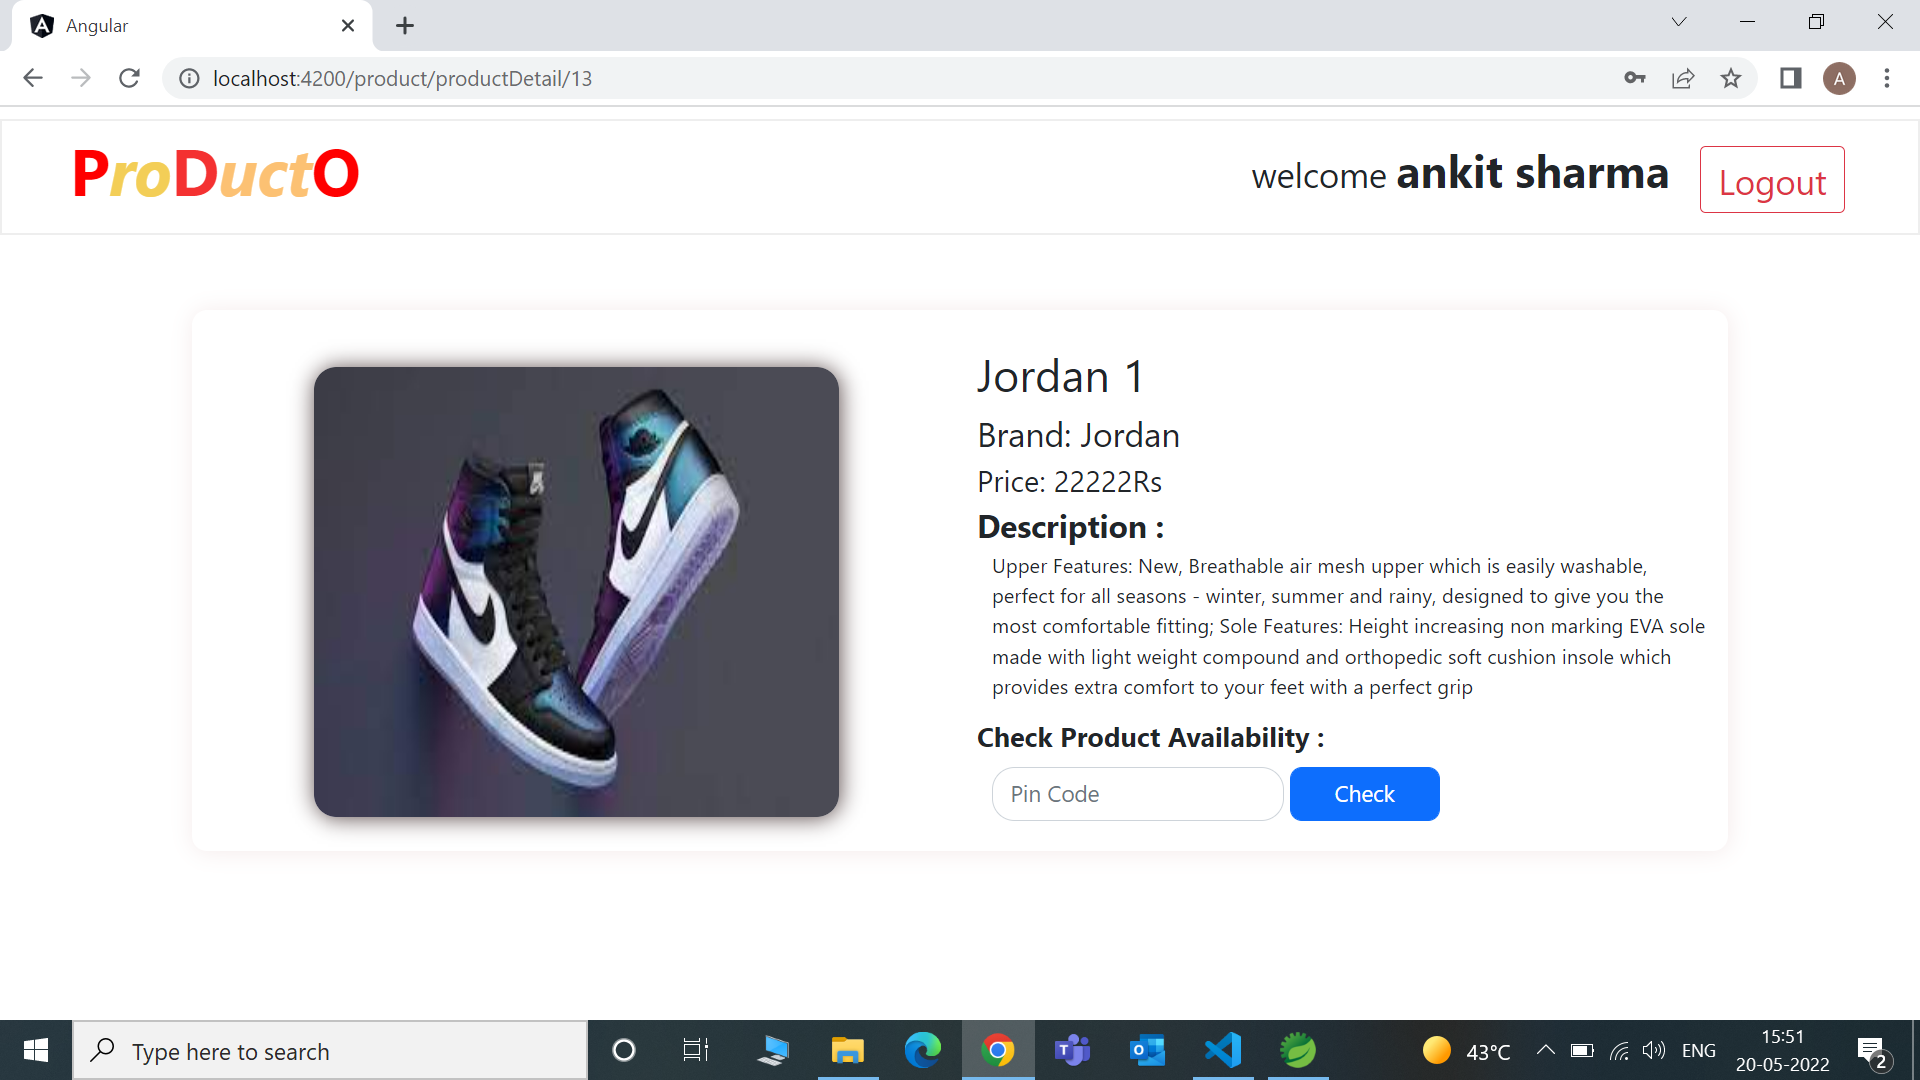 Angular
localhost:4200/product/productDetail/13
A
ProDuctO
welcome ankit sharma
Logout
Jordan 1
Brand: Jordan
Price: 22222Rs
Description :
Upper Features: New, Breathable air mesh upper which is easily washable,
perfect for all seasons - winter, summer and rainy, designed to give you the
most comfortable fitting; Sole Features: Height increasing non marking EVA sole
made with light weight compound and orthopedic soft cushion insole which
provides extra comfort to your feet with a perfect grip
Check Product Availability :
Pin Code
Check
Type here to search
43°C
ENG
15:51
20-05-2022
2